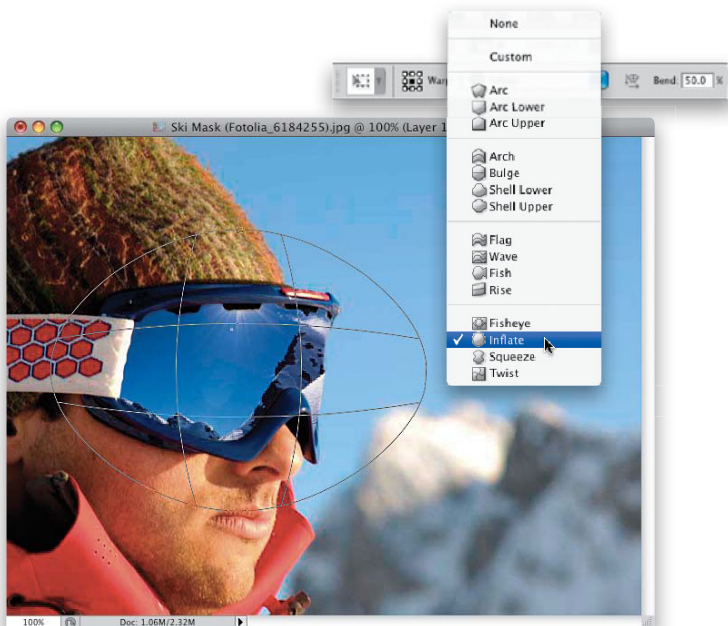 None
Custom
Bend: 50.0 %
Arc
Arc Lower
Arc Upper
Ski Mask (Fotolia_6184255).jpg @ 100% (Layer 1
Arch
Bulge
Shell Lower
Shell Upper
Flag
Wave
Fish
Rise
Fisheye
Inflate
Squeeze
Twist
100% Doc: 1.06M/2.32M